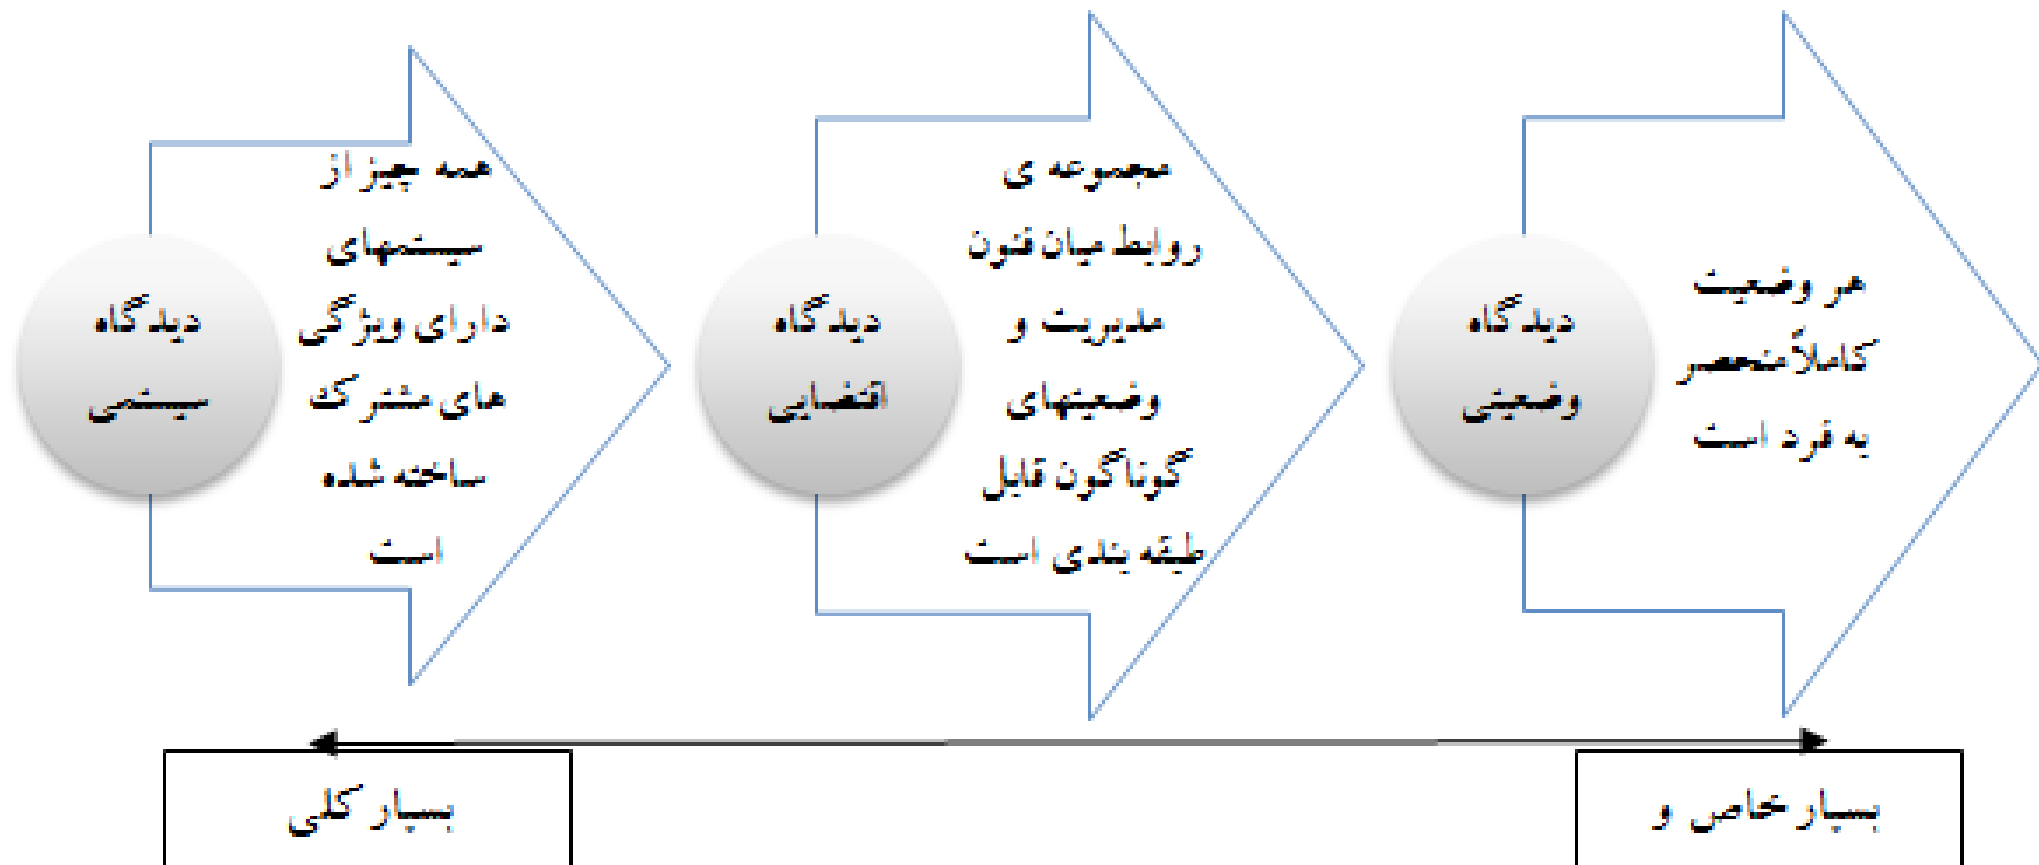 دیدگاه
سیستمی
همه چیز از
سیستمهای
دارای ویژگی
های مشترک
ساخته شده
است
دیدگاه
اقتضایی
مجموعه ی
روابط میان فنون
مدیریت و
وضعیتهای
گوناگون قابل
طبقه بندی است
دیدگاه
وضعیتی
هر وضعیت
کاملاً منحصر
به فرد است
بسیار کلی
بسیار خاص و